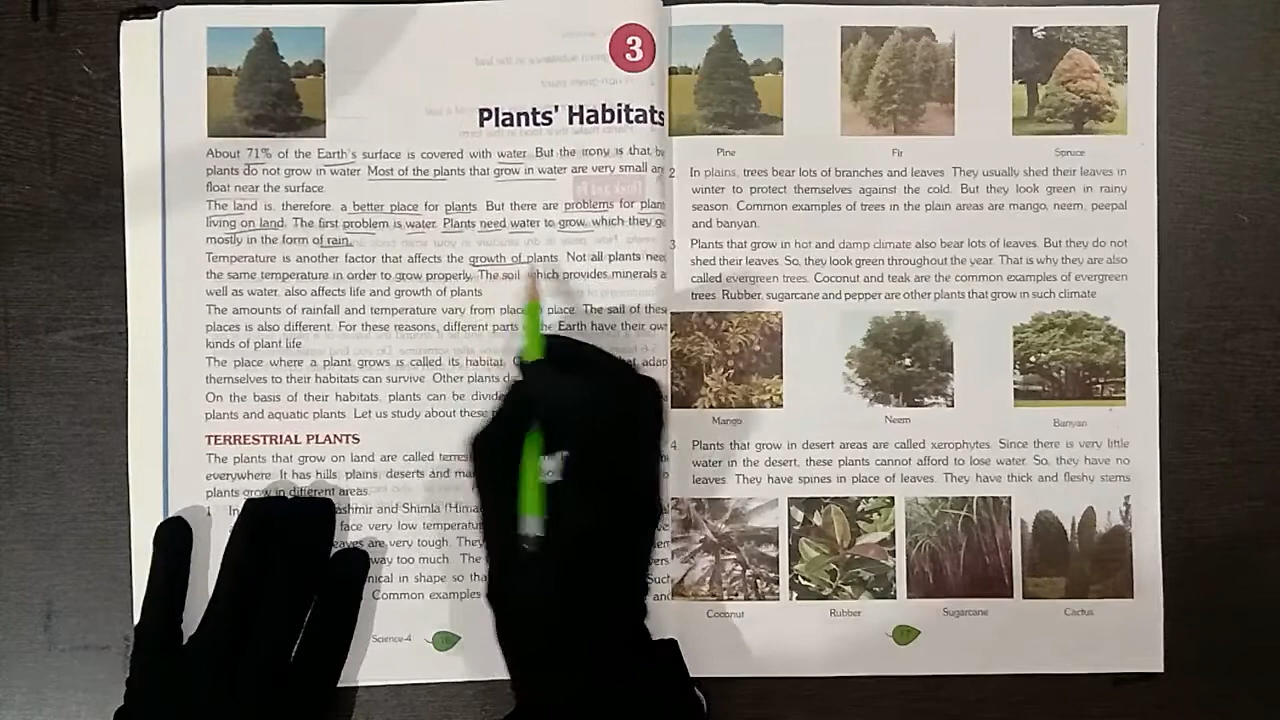 3
Plants' Habitats
About 71% of the Earth's surface is covered with water. But the irony is that
plants do not grow in water. Most of the plants that grow in water are very small
float near the surface.
The land is, therefore, a better place for plants. But there are problems for
living on land. The first problem is water. Plants need water to grow, which they
mostly in the form of rain.
Temperature is another factor that affects the growth of plants. Not all plants
the same temperature in order to grow properly. The soil, which provides minerals
well as water, also affects life and growth of plants.
The amounts of rainfall and temperature vary from place place. The sail of
places is also different. For these reasons, different parts Earth have their
kinds of plant life.
The place where a plant grows is called its habitat.
themselves to their habitats can survive. Other plants
On the basis of their habitats, plants can be
plants and aquatic plants. Let us study about these
TERRESTRIAL PLANTS
The plants that grow on land are called
everywhere. It has hills, plains, deserts and
plants grow in different areas.
1. In and Shimla
face very low
are very tough. They
way too much. The
in shape so
Such
Common examples and
Science-4
Pine
Fir
Spruce
2. In plains, trees bear lots of branches and leaves. They usually shed their leaves in
winter to protect themselves against the cold. But they look green in rainy
season. Common examples of trees in the plain areas are mango, neem, peepal
and banyan.
3. Plants that grow in hot and damp climate also bear lots of leaves. But they do not
shed their leaves. So, they look green throughout the year. That is why they are also
called evergreen trees. Coconut and teak are the common examples of evergreen
trees. Rubber, sugarcane and pepper are other plants that grow in such climate
Mango
Neem
Banyan
4. Plants that grow in desert areas are called xerophytes. Since there is very little
water in the desert, these plants cannot afford to lose water. So, they have no
leaves. They have spines in place of leaves. They have thick and fleshy stems
Coconut
Rubber
Sugarcane
Cactus
17